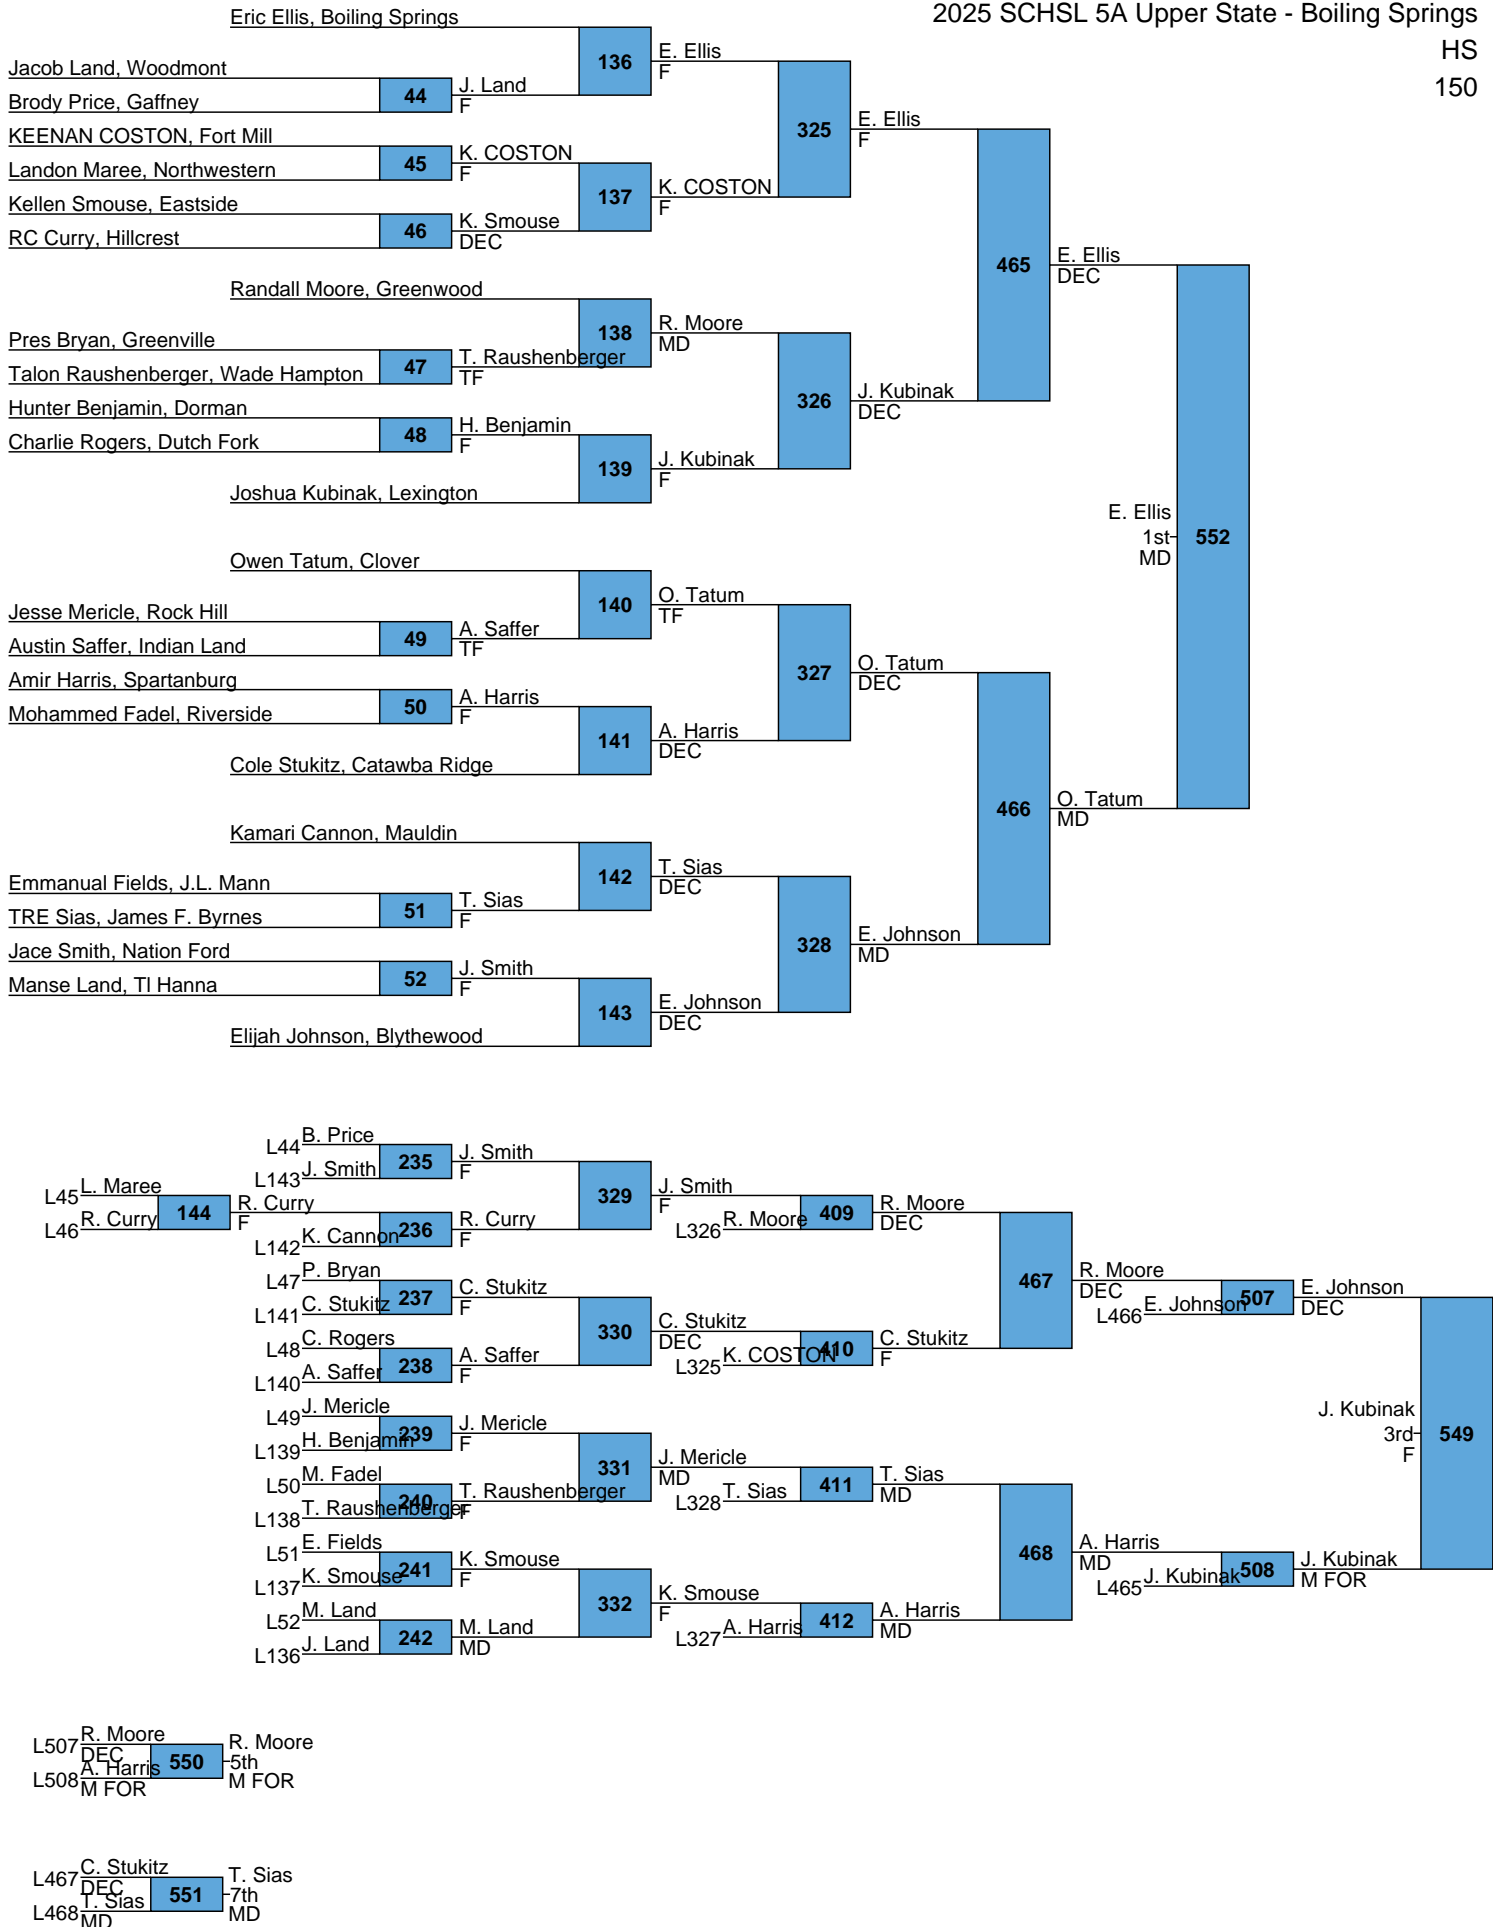 2025 SCHSL 5A Upper State - Boiling Springs
HS
150
Eric Ellis, Boiling Springs
136
E. Ellis
F
Jacob Land, Woodmont
44
J. Land
F
Brody Price, Gaffney
325
E. Ellis
F
KEENAN COSTON, Fort Mill
45
K. COSTON
F
Landon Maree, Northwestern
137
K. COSTON
F
Kellen Smouse, Eastside
46
K. Smouse
DEC
RC Curry, Hillcrest
465
E. Ellis
DEC
Randall Moore, Greenwood
138
R. Moore
MD
Pres Bryan, Greenville
47
T. Raushenberger
TF
Talon Raushenberger, Wade Hampton
326
J. Kubinak
DEC
Hunter Benjamin, Dorman
48
H. Benjamin
F
Charlie Rogers, Dutch Fork
139
J. Kubinak
F
Joshua Kubinak, Lexington
E. Ellis
1st
MD
552
Owen Tatum, Clover
140
O. Tatum
TF
Jesse Mericle, Rock Hill
49
A. Saffer
TF
Austin Saffer, Indian Land
327
O. Tatum
DEC
Amir Harris, Spartanburg
50
A. Harris
F
Mohammed Fadel, Riverside
141
A. Harris
DEC
Cole Stukitz, Catawba Ridge
466
O. Tatum
MD
Kamari Cannon, Mauldin
142
T. Sias
DEC
Emmanual Fields, J.L. Mann
51
T. Sias
F
TRE Sias, James F. Byrnes
328
E. Johnson
MD
Jace Smith, Nation Ford
52
J. Smith
F
Manse Land, Tl Hanna
143
E. Johnson
DEC
Elijah Johnson, Blythewood
L44
B. Price
235
J. Smith
F
L143
J. Smith
329
J. Smith
F
L45
L. Maree
144
R. Curry
F
L46
R. Curry
236
R. Curry
F
L142
K. Cannon
L326
R. Moore
409
R. Moore
DEC
L47
P. Bryan
237
C. Stukitz
F
L141
C. Stukitz
467
R. Moore
DEC
L466
E. Johnson
507
E. Johnson
DEC
330
C. Stukitz
DEC
L48
C. Rogers
238
A. Saffer
F
L140
A. Saffer
L325
K. COSTON
410
C. Stukitz
F
L49
J. Mericle
239
J. Mericle
F
L139
H. Benjamin
J. Kubinak
3rd
F
549
331
J. Mericle
MD
L50
M. Fadel
240
T. Raushenberger
F
L138
T. Raushenberger
L328
T. Sias
411
T. Sias
MD
L51
E. Fields
241
K. Smouse
F
L137
K. Smouse
468
A. Harris
MD
L465
J. Kubinak
508
J. Kubinak
M FOR
332
K. Smouse
F
L52
M. Land
242
M. Land
MD
L136
J. Land
L327
A. Harris
412
A. Harris
MD
L507
R. Moore
DEC
550
R. Moore
5th
M FOR
L508
A. Harris
M FOR
L467
C. Stukitz
DEC
551
T. Sias
7th
MD
L468
T. Sias
MD